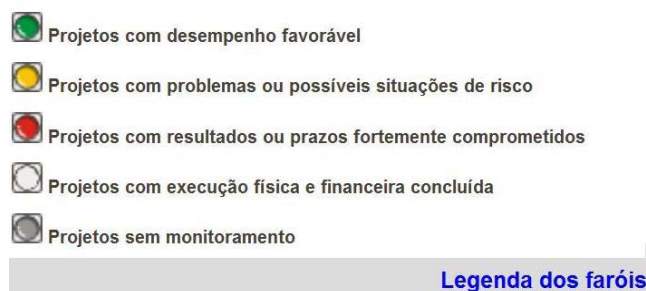 Projetos com desempenho favorável
Projetos com problemas ou possíveis situações de risco
Projetos com resultados ou prazos fortemente comprometidos
Projetos com execução física e financeira concluída
Projetos sem monitoramento
Legenda dos faróis